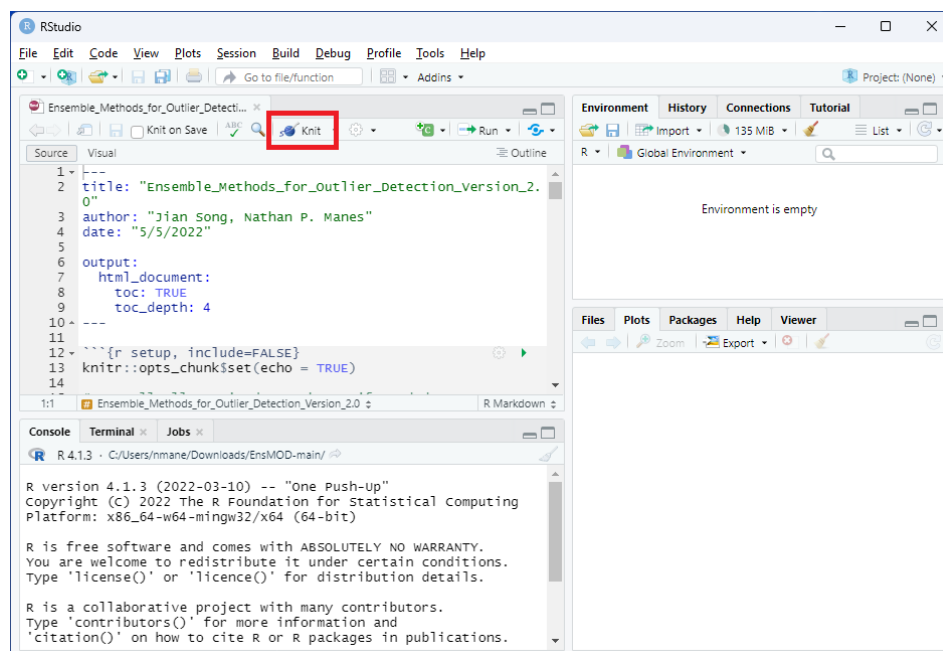 RStudio
File Edit Code View Plots Session Build Debug Profile Tools Help
Go to file/function Addins Project: (None)
Ensemble_Methods_for_Outlier_Detecti...
Knit on Save ABC Knit Run
Source Visual Outline
1 ---
2 title: "Ensemble_Methods_for_Outlier_Detection_Version_2.
0"
3 author: "Jian Song, Nathan P. Manes"
4 date: "5/5/2022"
5
6 output:
7 html_document:
8 toc: TRUE
9 toc_depth: 4
10 ---
11
12 ```{r setup, include=FALSE}
13 knitr::opts_chunk$set(echo = TRUE)
14
1:1 Ensemble_Methods_for_Outlier_Detection_Version_2.0 R Markdown
Console Terminal Jobs
R 4.1.3 · C:/Users/nmane/Downloads/EnsMOD-main/
R version 4.1.3 (2022-03-10) -- "One Push-Up"
Copyright (C) 2022 The R Foundation for Statistical Computing
Platform: x86_64-w64-mingw32/x64 (64-bit)
R is free software and comes with ABSOLUTELY NO WARRANTY.
You are welcome to redistribute it under certain conditions.
Type 'license()' or 'licence()' for distribution details.
R is a collaborative project with many contributors.
Type 'contributors()' for more information and
'citation()' on how to cite R or R packages in publications.
Environment History Connections Tutorial
Import 135 MiB List
R Global Environment
Environment is empty
Files Plots Packages Help Viewer
Zoom Export